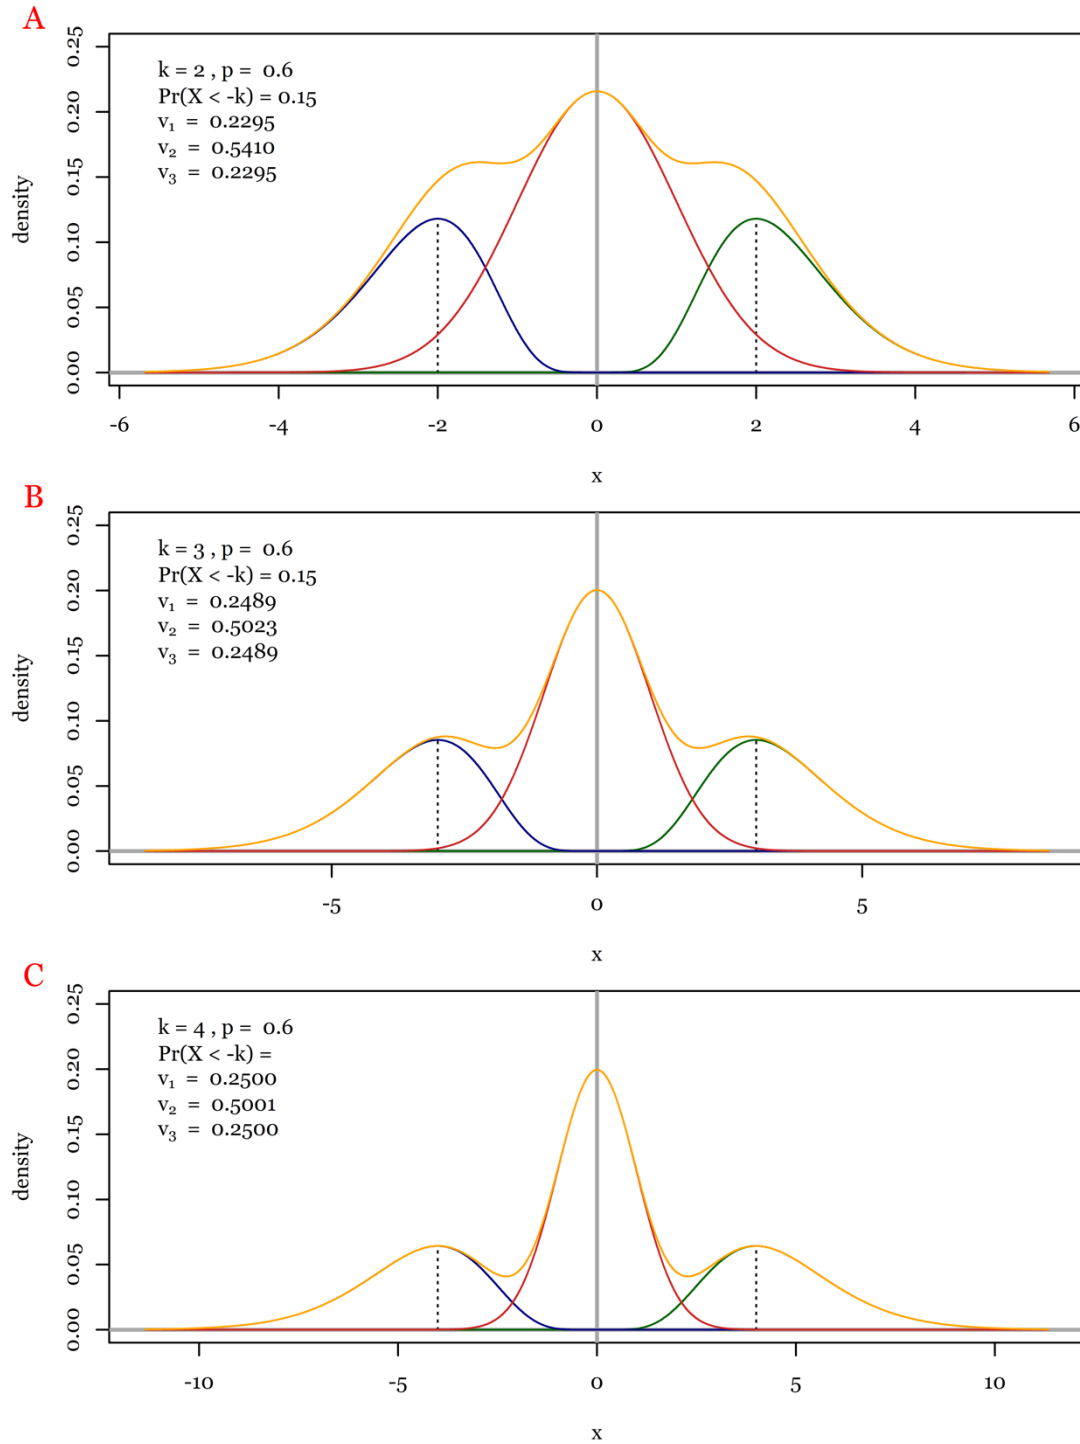 A
0.25
0.20
0.15
0.10
0.05
0.00
density
k = 2 , p = 0.6
Pr(X < -k) = 0.15
v₁ = 0.2295
v₂ = 0.5410
v₃ = 0.2295
-6 -4 -2 0 2 4 6
x
B
0.25
0.20
0.15
0.10
0.05
0.00
density
k = 3 , p = 0.6
Pr(X < -k) = 0.15
v₁ = 0.2489
v₂ = 0.5023
v₃ = 0.2489
-5 0 5
x
C
0.25
0.20
0.15
0.10
0.05
0.00
density
k = 4 , p = 0.6
Pr(X < -k) =
v₁ = 0.2500
v₂ = 0.5001
v₃ = 0.2500
-10 -5 0 5 10
x